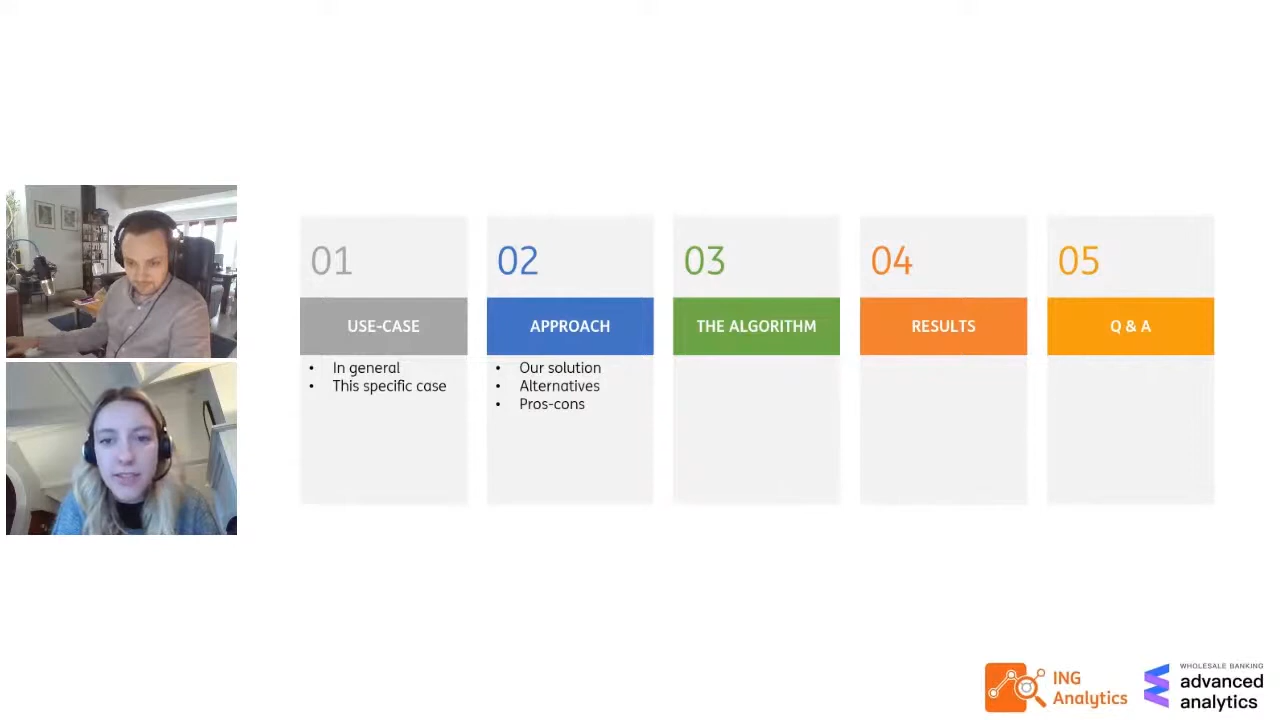 01
USE-CASE
• In general
• This specific case
02
APPROACH
• Our solution
• Alternatives
• Pros-cons
03
THE ALGORITHM
04
RESULTS
05
Q & A
ING
Analytics
WHOLESALE BANKING
advanced
analytics